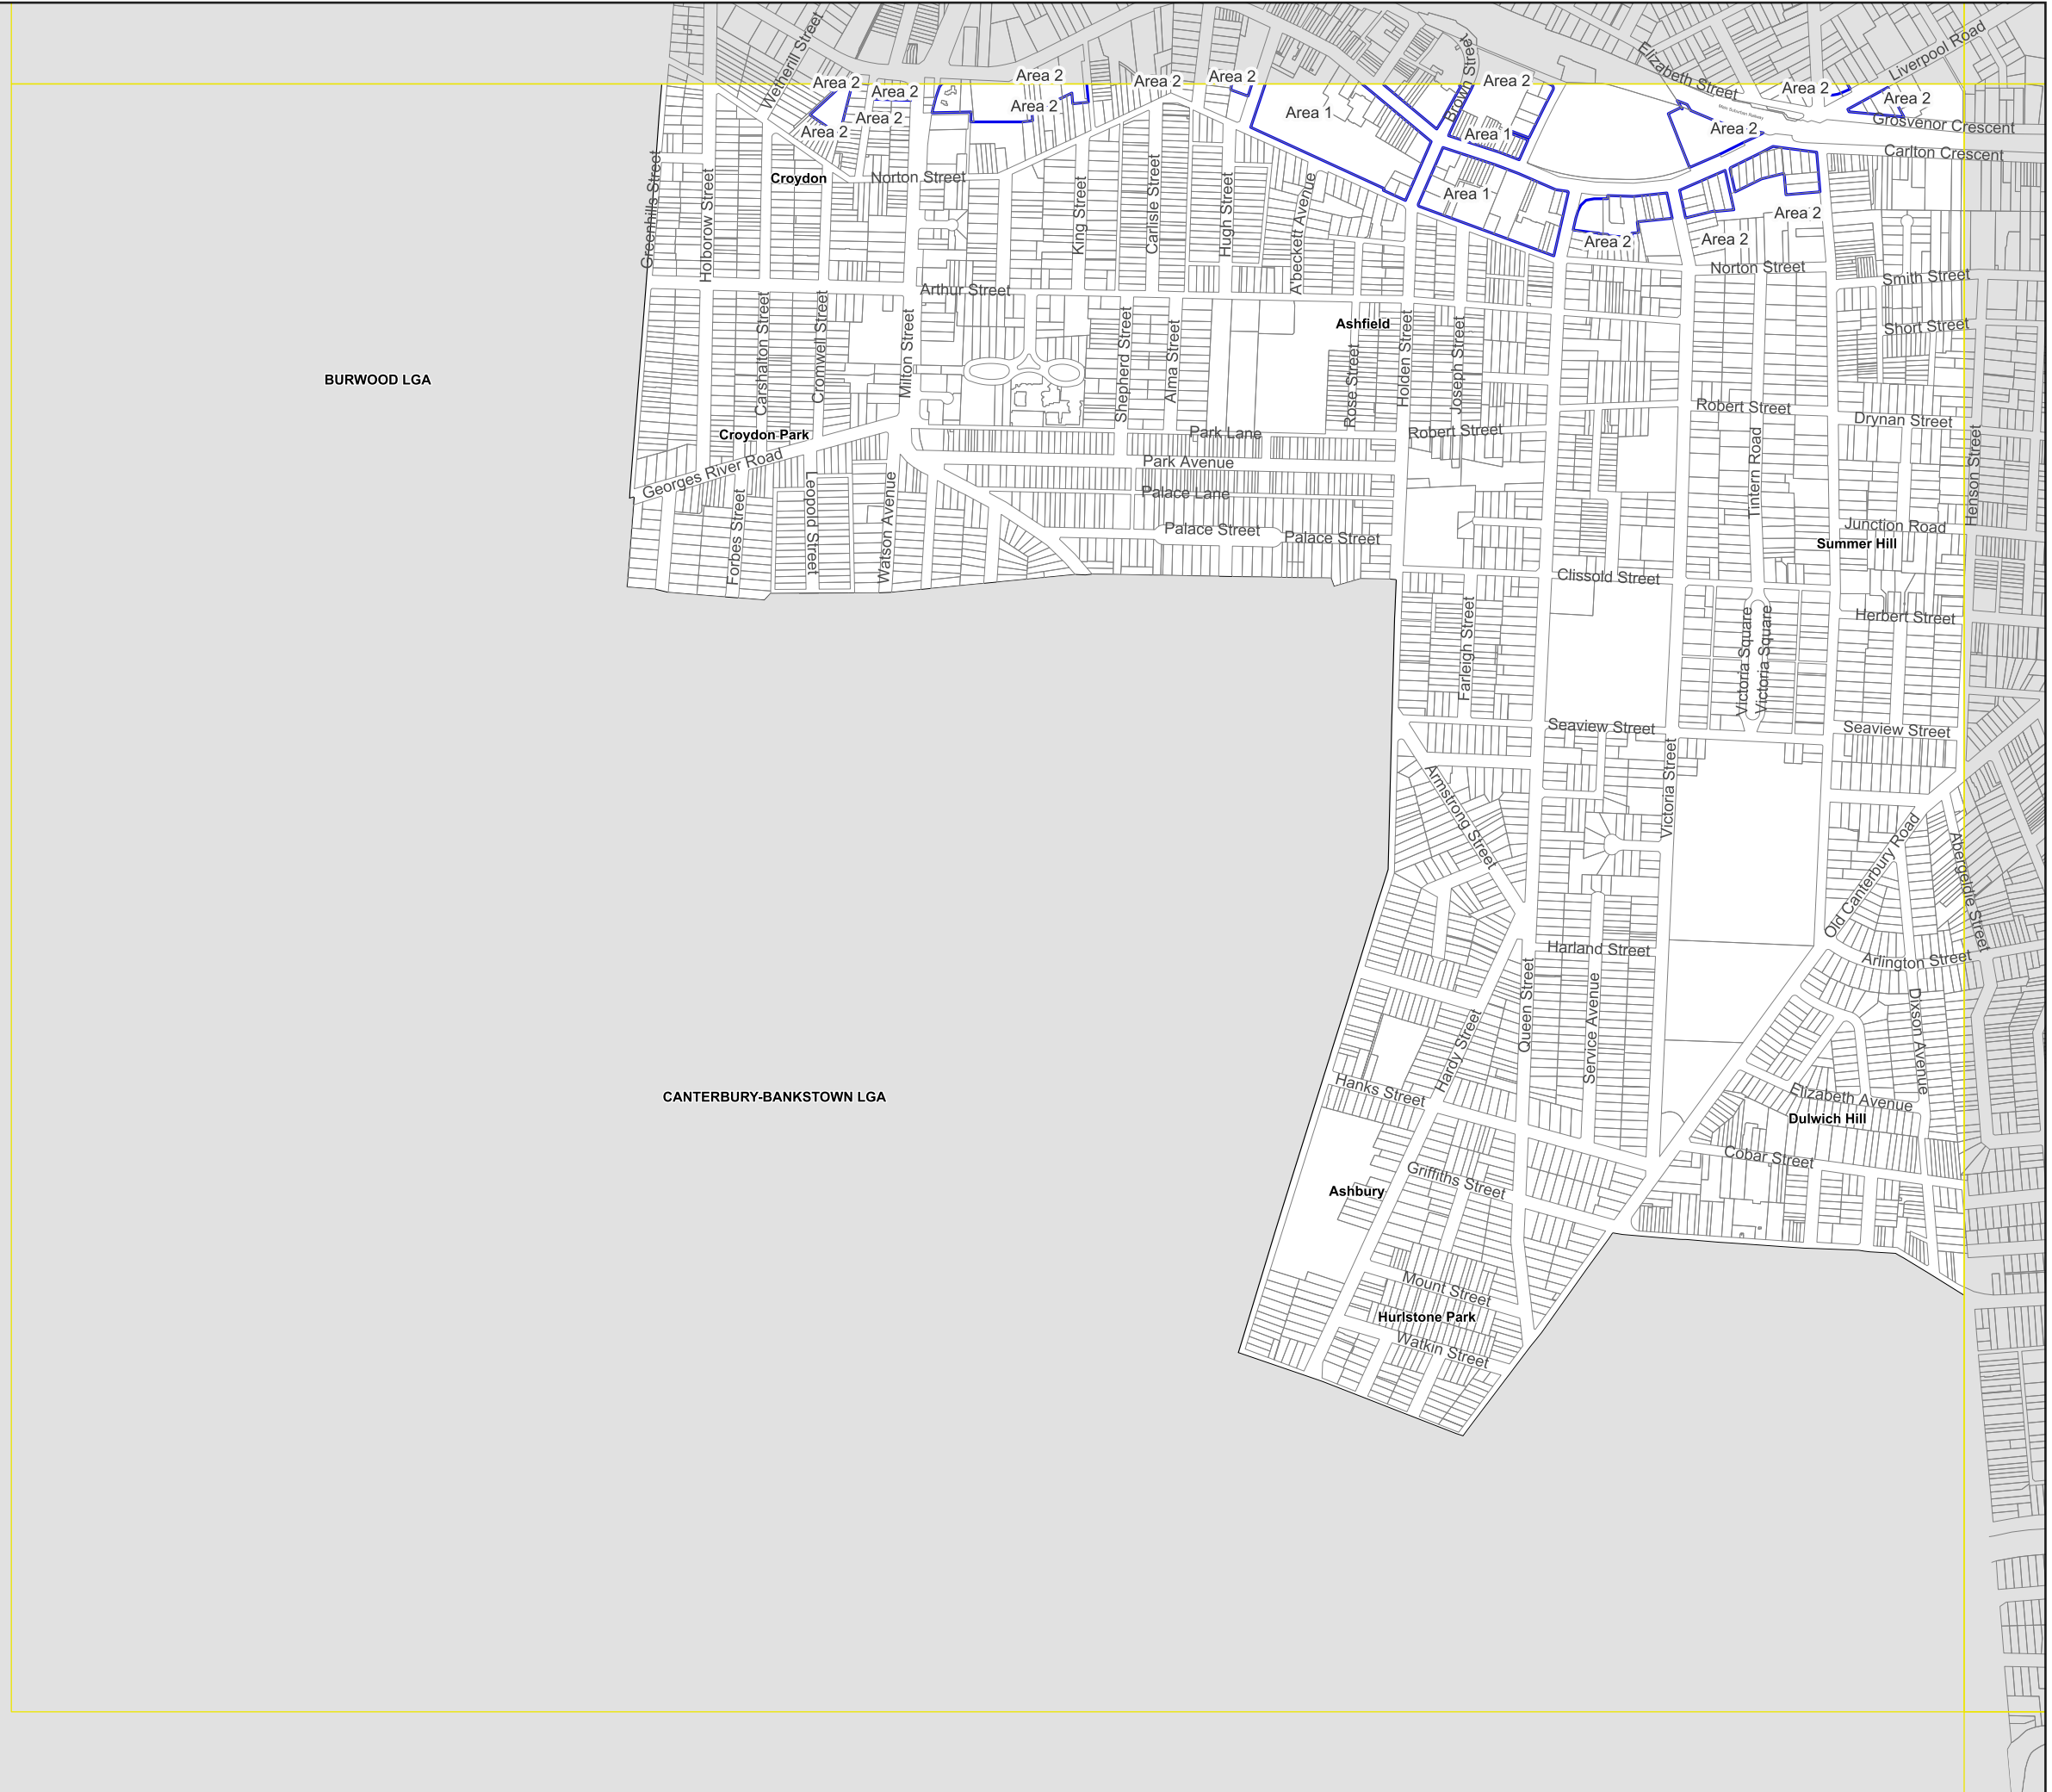 Wetherill Street
Elizabeth Street
Liverpool Road
Brown Street
Area 2
Area 2
Area 2
Area 2
Area 2
Area 2
Area 2
Area 2
Area 2
Area 2
Area 2
Area 2
Area 1
Area 1
Area 2
Grosvenor Crescent
Carlton Crescent
Croydon
Norton Street
Area 1
Area 2
Area 2
Area 2
Greenhills Street
Holborow Street
King Street
Carlisle Street
Hugh Street
A'beckett Avenue
Norton Street
Smith Street
Arthur Street
Ashfield
Short Street
Carshalton Street
Cromwell Street
Milton Street
Shepherd Street
Alma Street
Rose Street
Holden Street
Joseph Street
BURWOOD LGA
Robert Street
Drynan Street
Croydon Park
Park Lane
Robert Street
Georges River Road
Park Avenue
Palace Lane
Tintern Road
Henson Street
Forbes Street
Leopold Street
Watson Avenue
Palace Street
Palace Street
Junction Road
Summer Hill
Clissold Street
Herbert Street
Farleigh Street
Victoria Square
Victoria Square
Seaview Street
Seaview Street
Armstrong Street
Victoria Street
Old Canterbury Road
Abergeldie Street
Harland Street
Arlington Street
Queen Street
Service Avenue
Hardy Street
Dixson Avenue
Hanks Street
Elizabeth Avenue
CANTERBURY-BANKSTOWN LGA
Dulwich Hill
Cobar Street
Griffiths Street
Ashbury
Mount Street
Hurlstone Park
Watkin Street